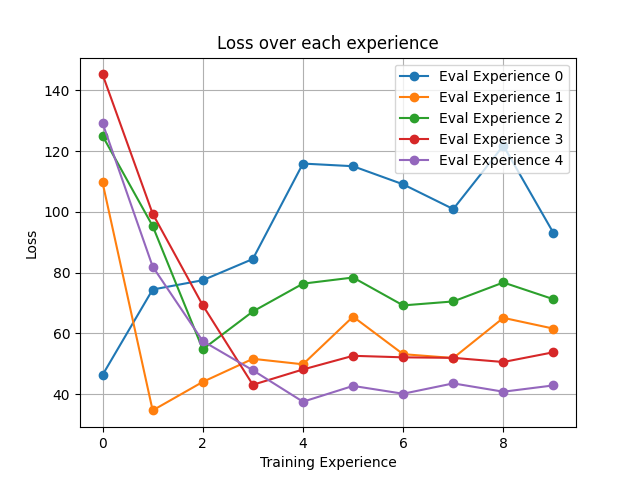 Loss over each experience
Eval Experience 0
Eval Experience 1
Eval Experience 2
Eval Experience 3
Eval Experience 4
140
120
100
80
60
40
Loss
0 2 4 6 8
Training Experience